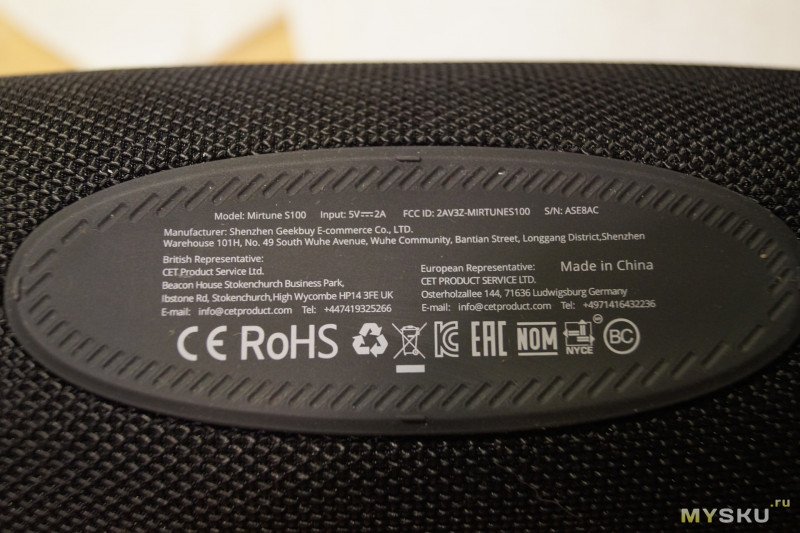 Model: Mirtune S100 Input: 5V⎓2A FCC ID: 2AV3Z-MIRTUNES100 S/N: ASE8AC
Manufacturer: Shenzhen Geekbuy E-commerce Co., LTD.
Warehouse 101H, No. 49 South Wuhe Avenue, Wuhe Community, Bantian Street, Longgang District,Shenzhen
British Representative:
CET Product Service Ltd.
Beacon House Stokenchurch Business Park,
Ibstone Rd, Stokenchurch,High Wycombe HP14 3FE UK
E-mail: info@cetproduct.com Tel: +447419325266
European Representative: Made in China
CET PRODUCT SERVICE LTD.
Osterholzallee 144, 71636 Ludwigsburg Germany
E-mail: info@cetproduct.com Tel: +4971416432236
CE RoHS EAC NOM NYCE BC
MYSKU.ru